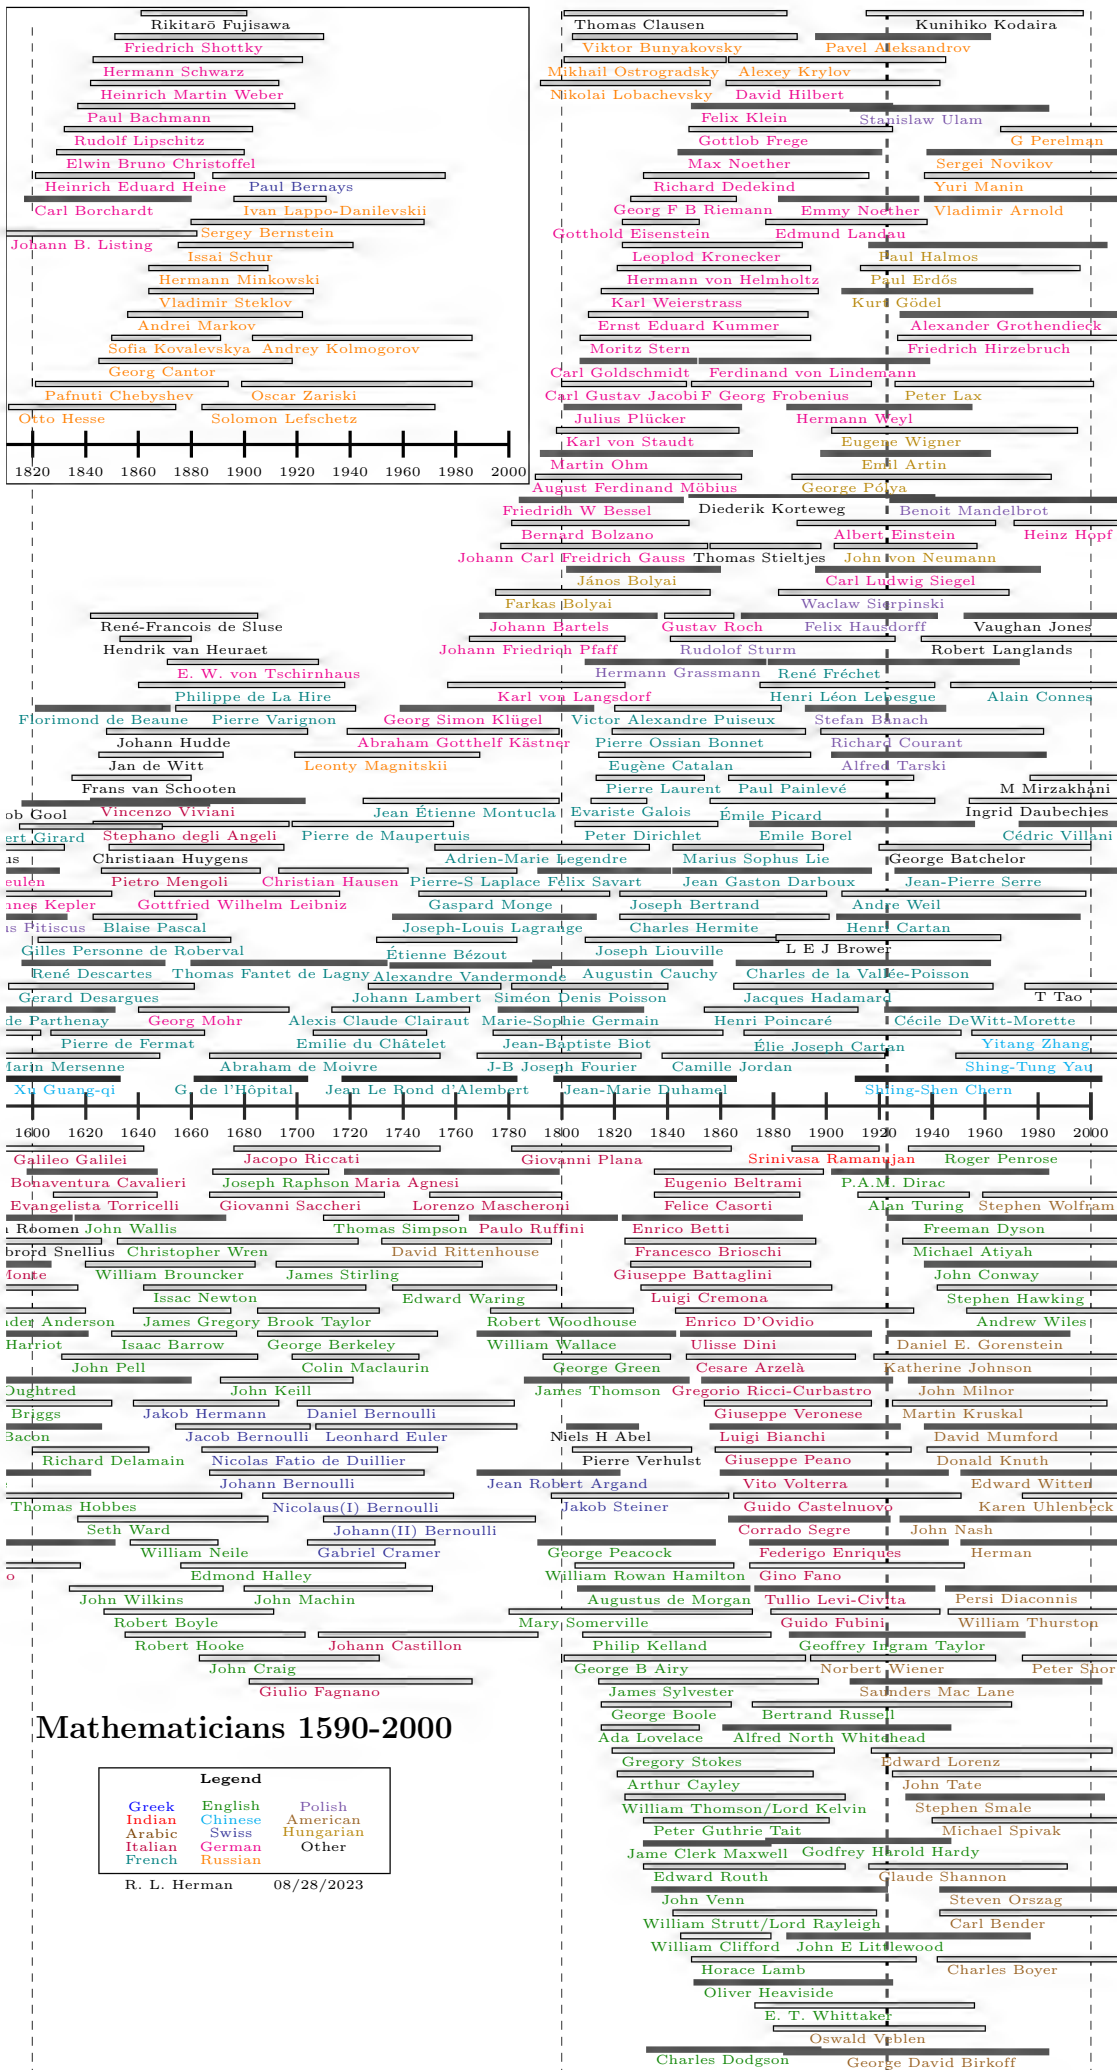 Rikitarō Fujisawa Thomas Clausen Kunihiko Kodaira
Friedrich Shottky Viktor Bunyakovsky Pavel Aleksandrov
Hermann Schwarz Mikhail Ostrogradsky Alexey Krylov
Heinrich Martin Weber Nikolai Lobachevsky David Hilbert
Paul Bachmann Felix Klein Stanislaw Ulam
Rudolf Lipschitz Gottlob Frege G Perelman
Elwin Bruno Christoffel Max Noether Sergei Novikov
Heinrich Eduard Heine Paul Bernays Richard Dedekind Yuri Manin
Carl Borchardt Ivan Lappo-Danilevskii Georg F B Riemann Emmy Noether Vladimir Arnold
Sergey Bernstein Gotthold Eisenstein Edmund Landau
Johann B. Listing Issai Schur Leoplod Kronecker Paul Halmos
Hermann Minkowski Hermann von Helmholtz Paul Erdős
Vladimir Steklov Karl Weierstrass Kurt Gödel
Andrei Markov Ernst Eduard Kummer Alexander Grothendieck
Sofia Kovalevskya Andrey Kolmogorov Moritz Stern Friedrich Hirzebruch
Georg Cantor Carl Goldschmidt Ferdinand von Lindemann
Pafnuti Chebyshev Oscar Zariski Carl Gustav Jacobi F Georg Frobenius Peter Lax
Otto Hesse Solomon Lefschetz Julius Plücker Hermann Weyl
Karl von Staudt Eugene Wigner
1820 1840 1860 1880 1900 1920 1940 1960 1980 2000
Martin Ohm Emil Artin
August Ferdinand Möbius George Pólya
Friedrich W Bessel Diederik Korteweg Benoit Mandelbrot
Bernard Bolzano Albert Einstein Heinz Hopf
Johann Carl Freidrich Gauss Thomas Stieltjes John von Neumann
János Bolyai Carl Ludwig Siegel
Farkas Bolyai Waclaw Sierpinski
René-Francois de Sluse Johann Bartels Gustav Roch Felix Hausdorff Vaughan Jones
Hendrik van Heuraet Johann Friedrich Pfaff Rudolof Sturm Robert Langlands
E. W. von Tschirnhaus Hermann Grassmann René Fréchet
Philippe de La Hire Karl von Langsdorf Henri Léon Lebesgue Alain Connes
Florimond de Beaune Pierre Varignon Georg Simon Klügel Victor Alexandre Puiseux Stefan Banach
Johann Hudde Abraham Gotthelf Kästner Pierre Ossian Bonnet Richard Courant
Jan de Witt Leonty Magnitskii Eugène Catalan Alfred Tarski
Frans van Schooten Pierre Laurent Paul Painlevé M Mirzakhani
ob Gool Vincenzo Viviani Jean Étienne Montucla Evariste Galois Émile Picard Ingrid Daubechies
ert Girard Stephano degli Angeli Pierre de Maupertuis Peter Dirichlet Emile Borel Cédric Villani
us Christiaan Huygens Adrien-Marie Legendre Marius Sophus Lie George Batchelor
eulen Pietro Mengoli Christian Hausen Pierre-S Laplace Felix Savart Jean Gaston Darboux Jean-Pierre Serre
nnes Kepler Gottfried Wilhelm Leibniz Gaspard Monge Joseph Bertrand Andre Weil
us Pitiscus Blaise Pascal Joseph-Louis Lagrange Charles Hermite Henri Cartan
Gilles Personne de Roberval Étienne Bézout Joseph Liouville L E J Brower
René Descartes Thomas Fantet de Lagny Alexandre Vandermonde Augustin Cauchy Charles de la Vallée-Poisson
Gerard Desargues Johann Lambert Siméon Denis Poisson Jacques Hadamard T Tao
de Parthenay Georg Mohr Alexis Claude Clairaut Marie-Sophie Germain Henri Poincaré Cécile DeWitt-Morette
Pierre de Fermat Emilie du Châtelet Jean-Baptiste Biot Élie Joseph Cartan Yitang Zhang
Marin Mersenne Abraham de Moivre J-B Joseph Fourier Camille Jordan Shing-Tung Yau
Xu Guang-qi G. de l'Hôpital Jean Le Rond d'Alembert Jean-Marie Duhamel Shiing-Shen Chern
1600 1620 1640 1660 1680 1700 1720 1740 1760 1780 1800 1820 1840 1860 1880 1900 1920 1940 1960 1980 2000
Galileo Galilei Jacopo Riccati Giovanni Plana Srinivasa Ramanujan Roger Penrose
Bonaventura Cavalieri Joseph Raphson Maria Agnesi Eugenio Beltrami P.A.M. Dirac
Evangelista Torricelli Giovanni Saccheri Lorenzo Mascheroni Felice Casorti Alan Turing Stephen Wolfram
n Roomen John Wallis Thomas Simpson Paulo Ruffini Enrico Betti Freeman Dyson
brord Snellius Christopher Wren David Rittenhouse Francesco Brioschi Michael Atiyah
Monte William Brouncker James Stirling Giuseppe Battaglini John Conway
Issac Newton Edward Waring Luigi Cremona Stephen Hawking
nder Anderson James Gregory Brook Taylor Robert Woodhouse Enrico D'Ovidio Andrew Wiles
Harriot Isaac Barrow George Berkeley William Wallace Ulisse Dini Daniel E. Gorenstein
John Pell Colin Maclaurin George Green Cesare Arzelà Katherine Johnson
Oughtred John Keill James Thomson Gregorio Ricci-Curbastro John Milnor
Briggs Jakob Hermann Daniel Bernoulli Giuseppe Veronese Martin Kruskal
Bacon Jacob Bernoulli Leonhard Euler Niels H Abel Luigi Bianchi David Mumford
Richard Delamain Nicolas Fatio de Duillier Pierre Verhulst Giuseppe Peano Donald Knuth
Johann Bernoulli Jean Robert Argand Vito Volterra Edward Witten
Thomas Hobbes Nicolaus(I) Bernoulli Jakob Steiner Guido Castelnuovo Karen Uhlenbeck
Seth Ward Johann(II) Bernoulli Corrado Segre John Nash
William Neile Gabriel Cramer George Peacock Federigo Enriques Herman
o Edmond Halley William Rowan Hamilton Gino Fano
John Wilkins John Machin Augustus de Morgan Tullio Levi-Civita Persi Diaconnis
Robert Boyle Mary Somerville Guido Fubini William Thurston
Robert Hooke Johann Castillon Philip Kelland Geoffrey Ingram Taylor
John Craig George B Airy Norbert Wiener Peter Shor
Giulio Fagnano James Sylvester Saunders Mac Lane
George Boole Bertrand Russell
Mathematicians 1590-2000
Ada Lovelace Alfred North Whitehead
Gregory Stokes Edward Lorenz
Legend
Arthur Cayley John Tate
Greek English Polish
William Thomson/Lord Kelvin Stephen Smale
Indian Chinese American
Arabic Swiss Hungarian
Peter Guthrie Tait Michael Spivak
Italian German Other
Jame Clerk Maxwell Godfrey Harold Hardy
French Russian
Edward Routh Claude Shannon
R. L. Herman 08/28/2023
John Venn Steven Orszag
William Strutt/Lord Rayleigh Carl Bender
William Clifford John E Littlewood
Horace Lamb Charles Boyer
Oliver Heaviside
E. T. Whittaker
Oswald Veblen
Charles Dodgson George David Birkoff